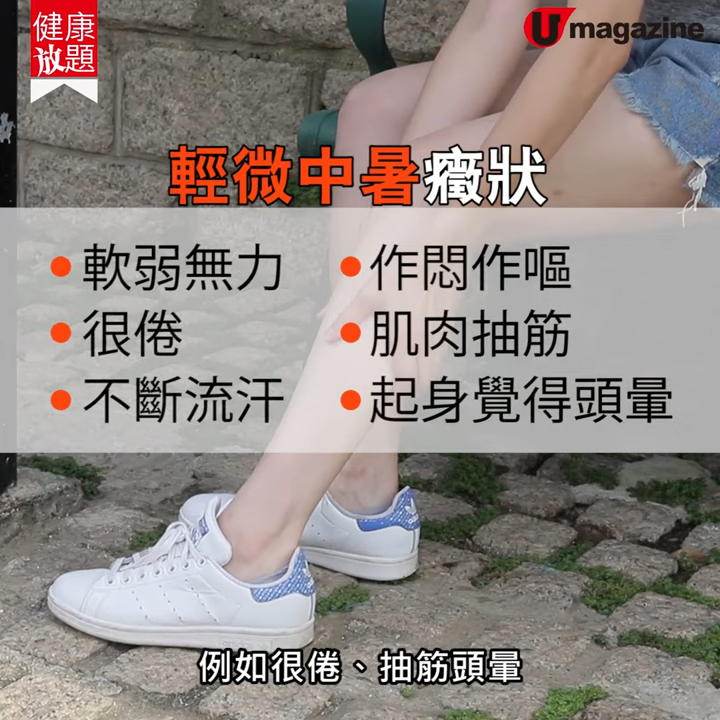 健康
放題
U magazine
輕微中暑癥狀
軟弱無力
作悶作嘔
很倦
肌肉抽筋
不斷流汗
起身覺得頭暈
例如很倦、抽筋頭暈